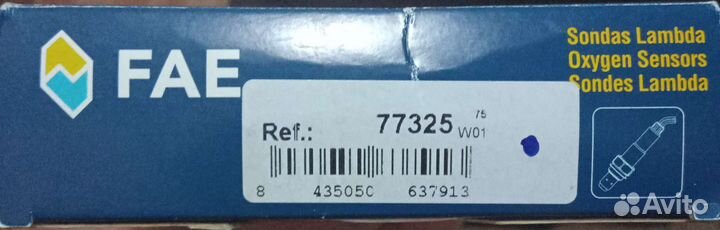 FAE
Sondas Lambda
Oxygen Sensors
Sondes Lambda
Ref.: 77325 75 W01
8 435050 637913
Avito